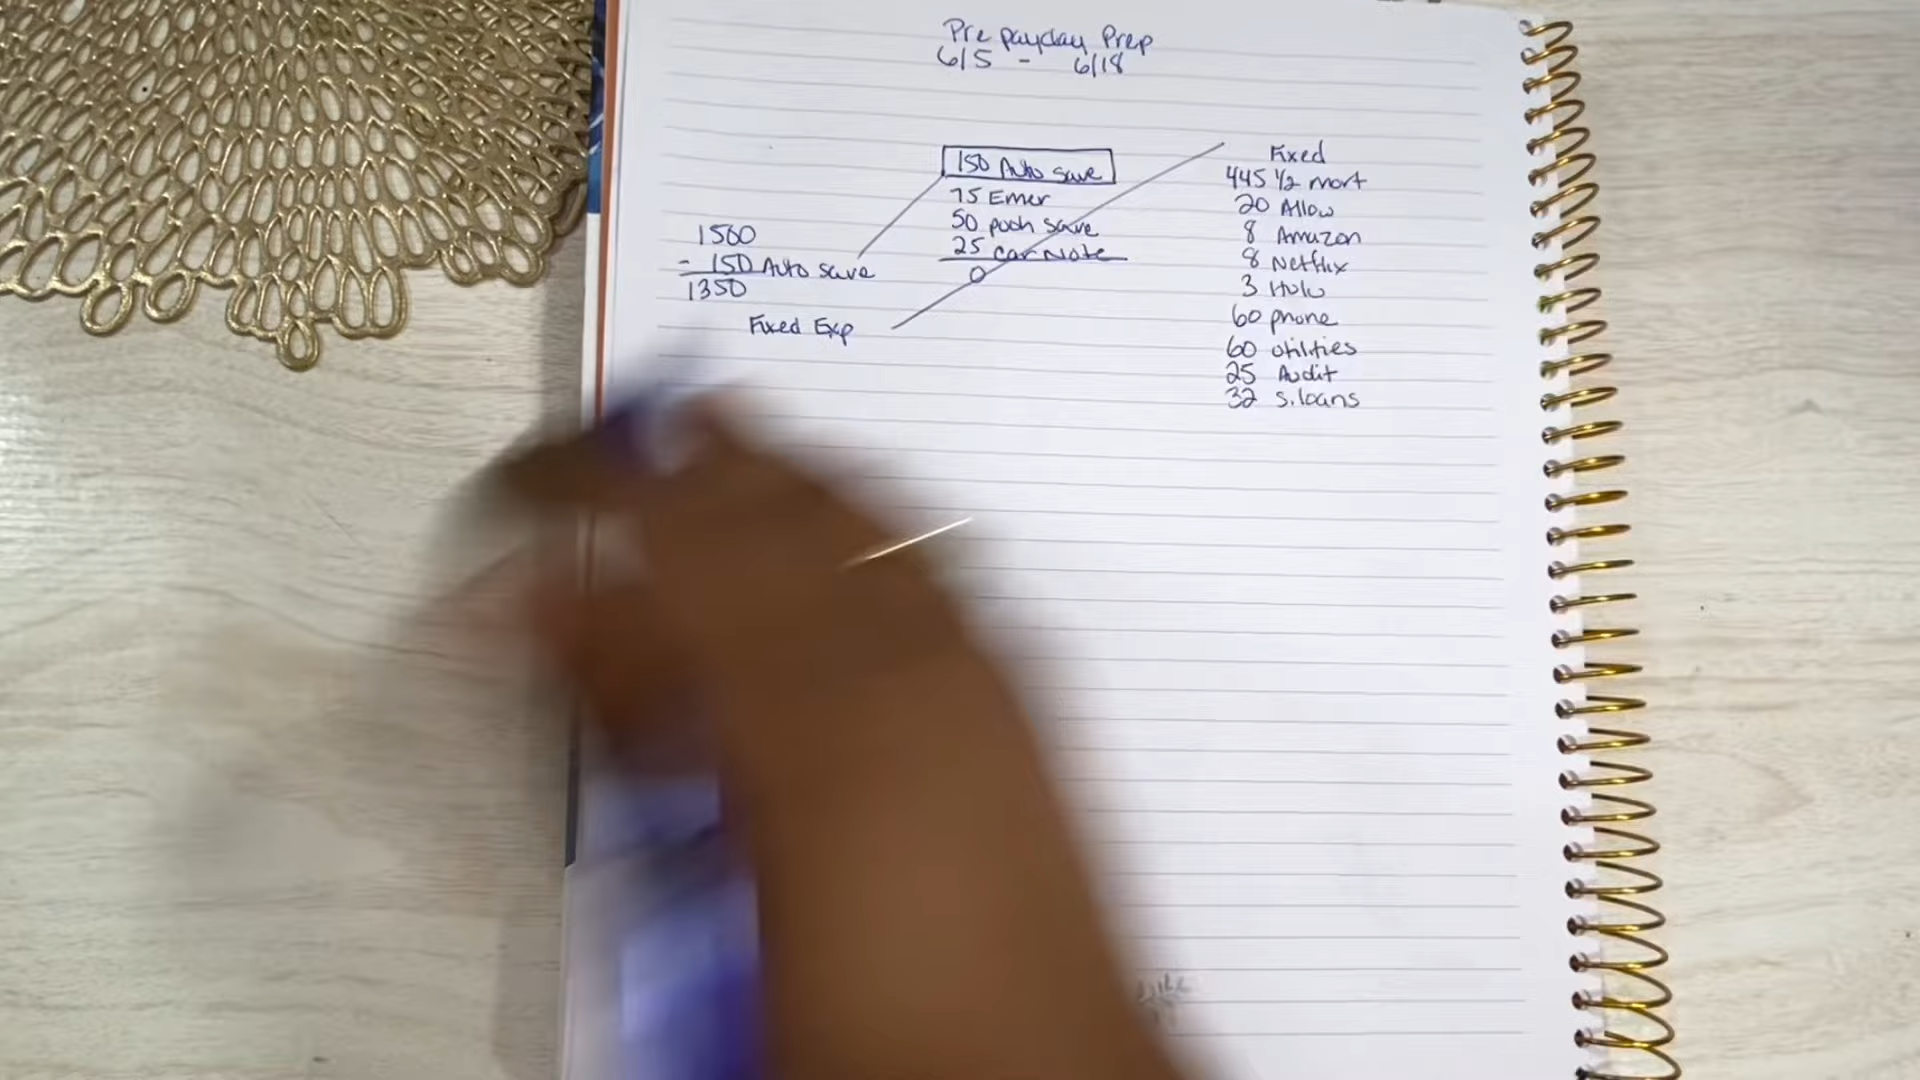 Pre payday Prep
6/5 - 6/18
150 Auto save
75 Emer
50 pooh save
25 car Note
0
1500
- 150 Auto save
1350
Fixed Exp
Fixed
445 1/2 mort
20 Allow
8 Amazon
8 Netflix
3 Hulu
60 phone
60 utilities
25 Audit
32 s.loans